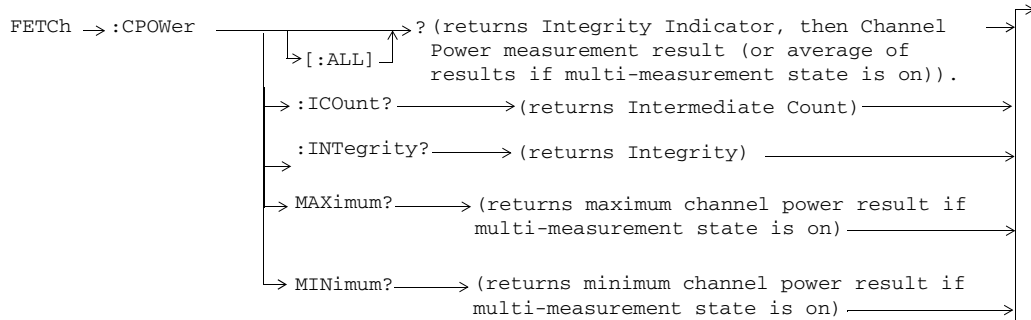 FETCh :CPOWer ? (returns Integrity Indicator, then Channel
[:ALL] Power measurement result (or average of
results if multi-measurement state is on)).
:ICOunt? (returns Intermediate Count)
:INTegrity? (returns Integrity)
MAXimum? (returns maximum channel power result if
multi-measurement state is on)
MINimum? (returns minimum channel power result if
multi-measurement state is on)